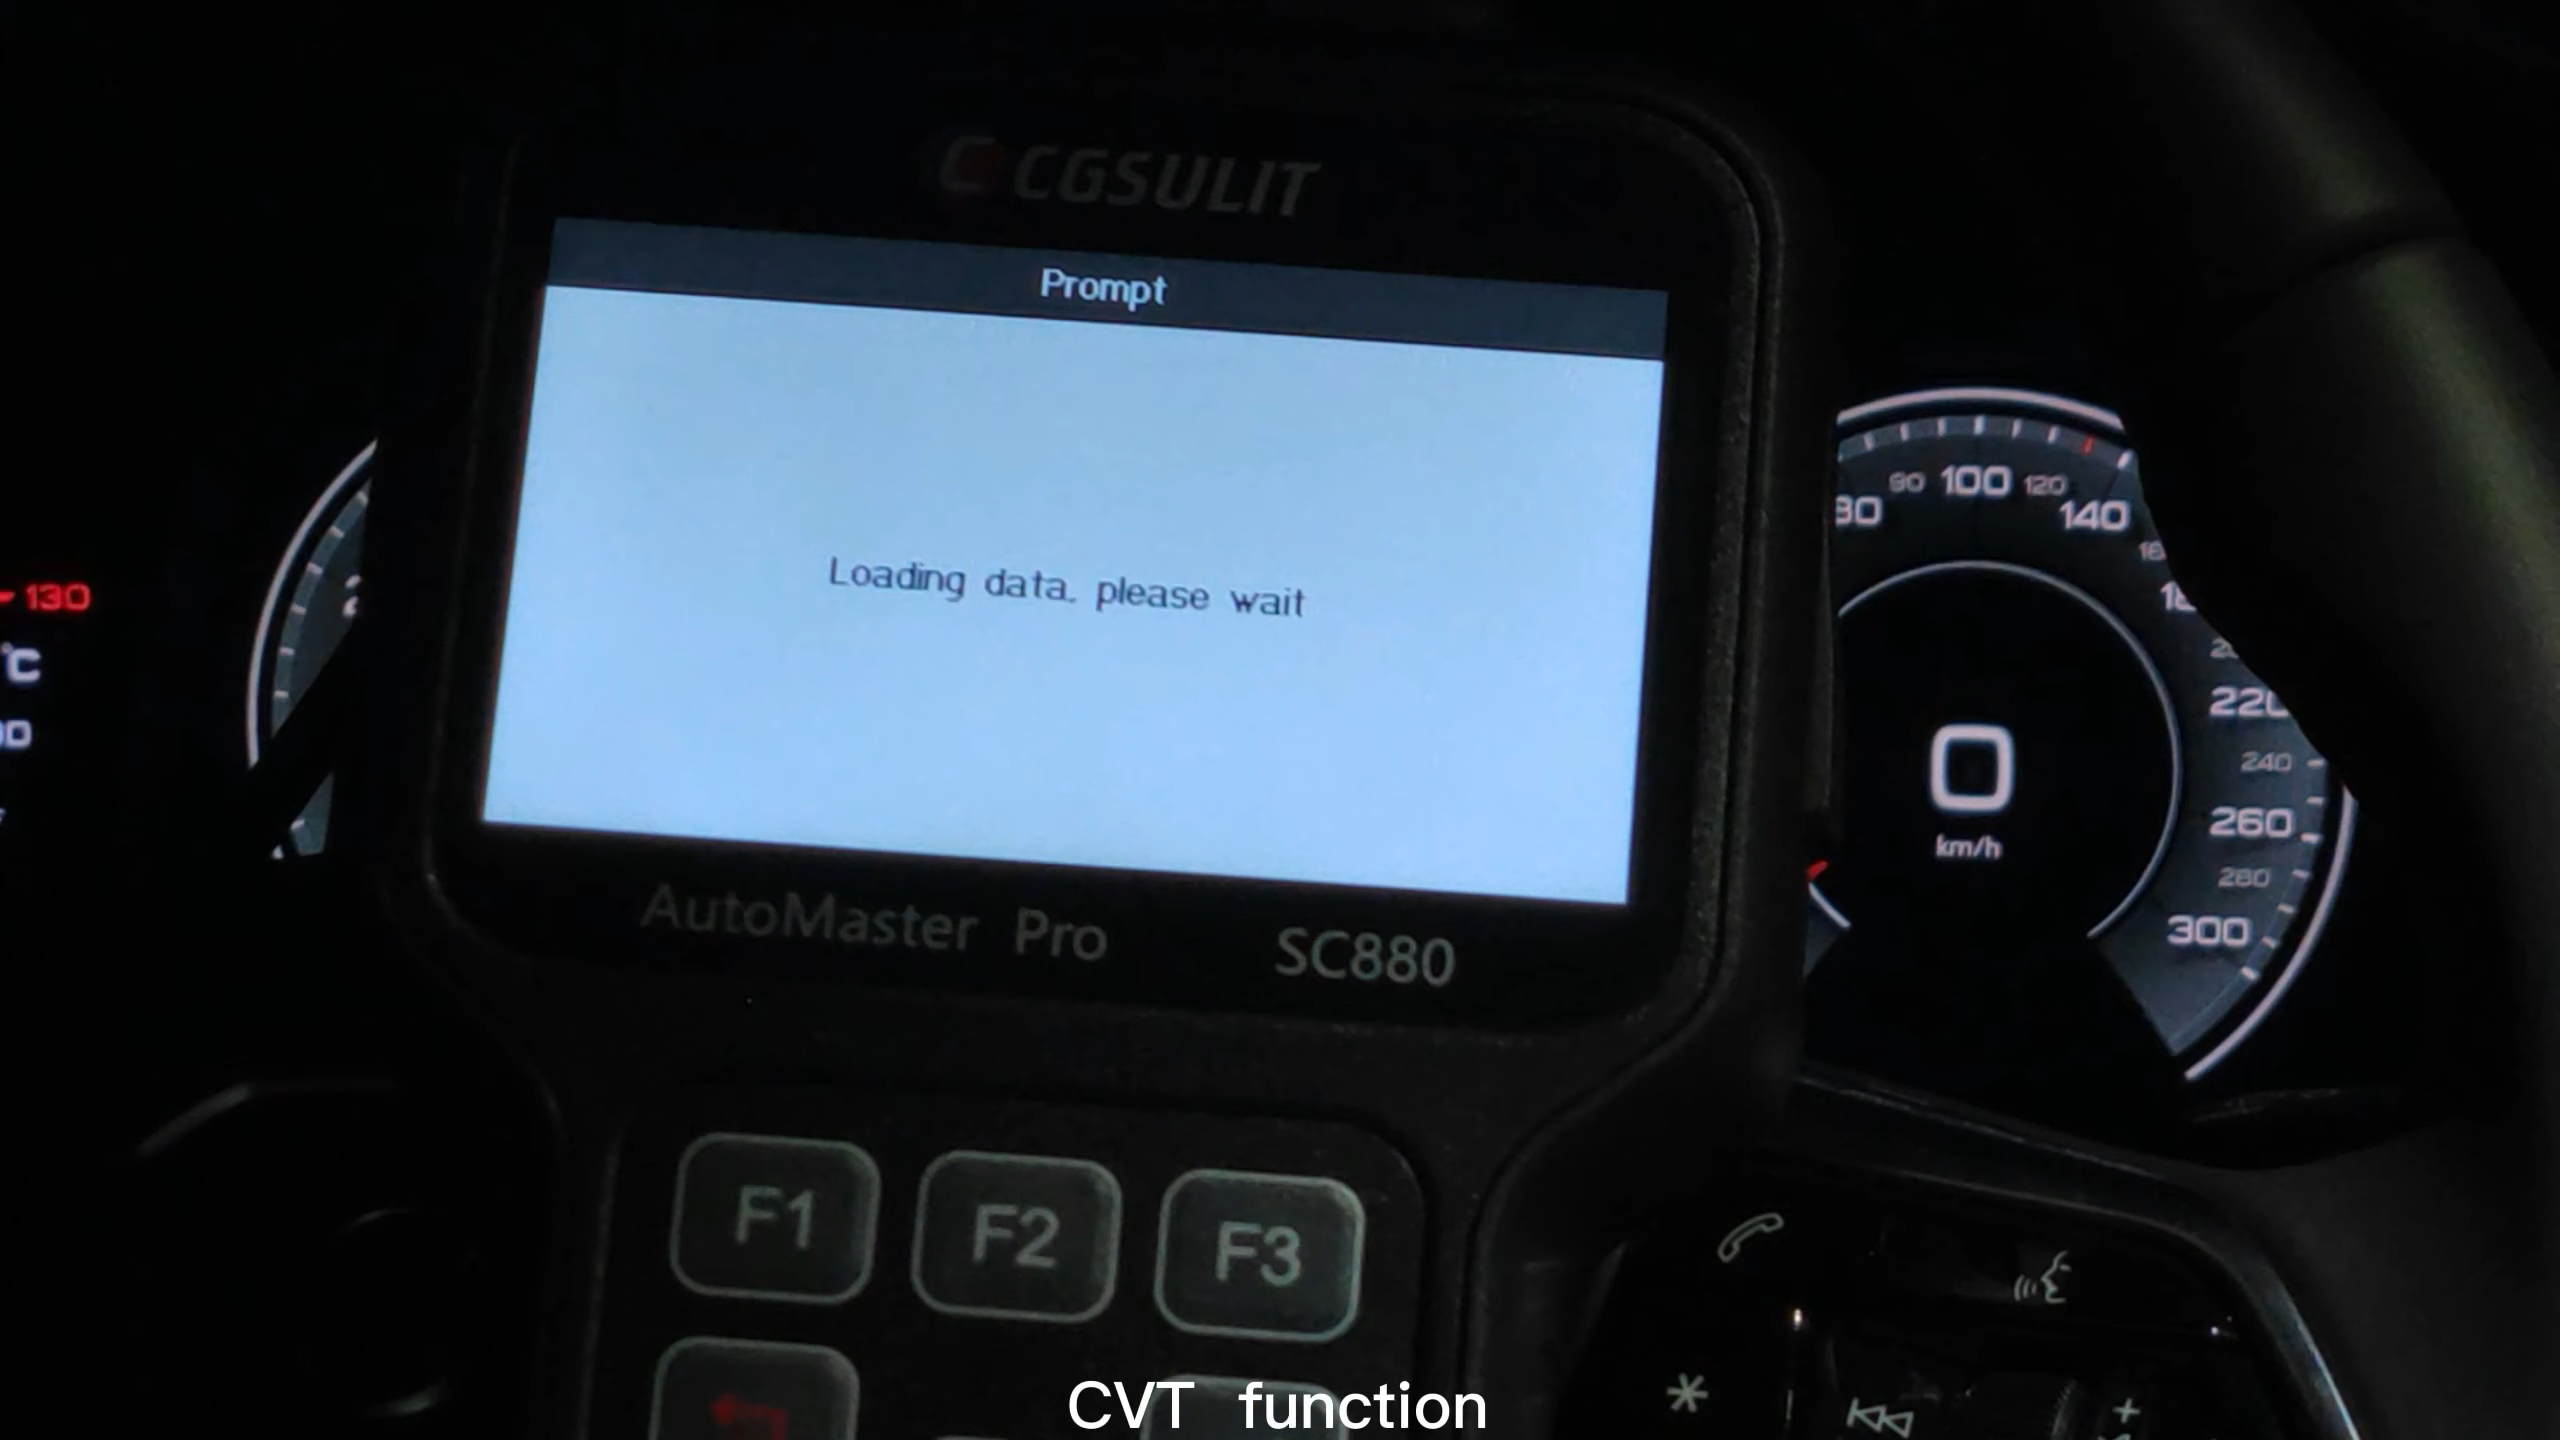 CGSULIT
Prompt
Loading data, please wait
AutoMaster Pro SC880
F1 F2 F3
130
°C
90 100 120
140
220
240
260
280
300
0
km/h
CVT function